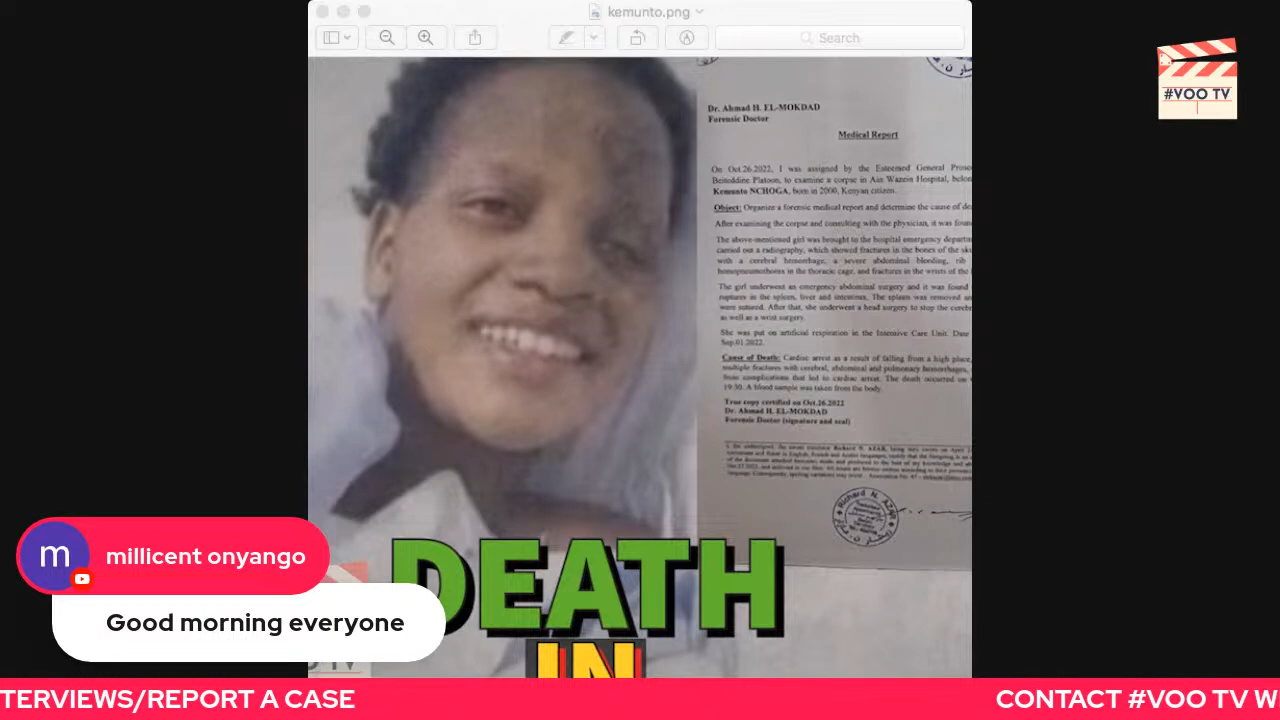 kemunto.png
Search
#VOO TV
Dr. Ahmad H. EL-MOKDAD
Forensic Doctor
Medical Report
On Oct.26.2022, I was assigned by the Esteemed General
Beiteddine Platoon, to examine a corpse in Ain Wazein Hospital,
Kemunto NCHOGA, born in 2000, Kenyan citizen.
Object: Organize a forensic medical report and determine the cause of
After examining the corpse and consulting with the physician, it was
The above-mentioned girl was brought to the hospital emergency
carried out a radiography, which showed fractures in the bones of the
with a cerebral hemorrhage, a severe abdominal bleeding, rib
hemopneumothorex in the thoracic cage, and fractures in the wrists of the
The girl underwent an emergency abdominal surgery and it was found
ruptures in the spleen, liver and intestines. The spleen was removed
were sutured. After that, she underwent a head surgery to stop the
as well as a wrist surgery.
She was put on artificial respiration in the Intensive Care Unit. Date
Sep.01.2022.
Cause of Death: Cardiac arrest as a result of falling from a high place,
multiple fractures with cerebral, abdominal and pulmonary hemorrhages,
from complications that led to cardiac arrest. The death occurred on
19:30. A blood sample was taken from the body.
True copy certified on Oct.26.2022
Dr. Ahmad H. EL-MOKDAD
Forensic Doctor (signature and seal)
Richard N. AZAR
DEATH
IN
m
millicent onyango
Good morning everyone
TERVIEWS/REPORT A CASE
CONTACT #VOO TV W